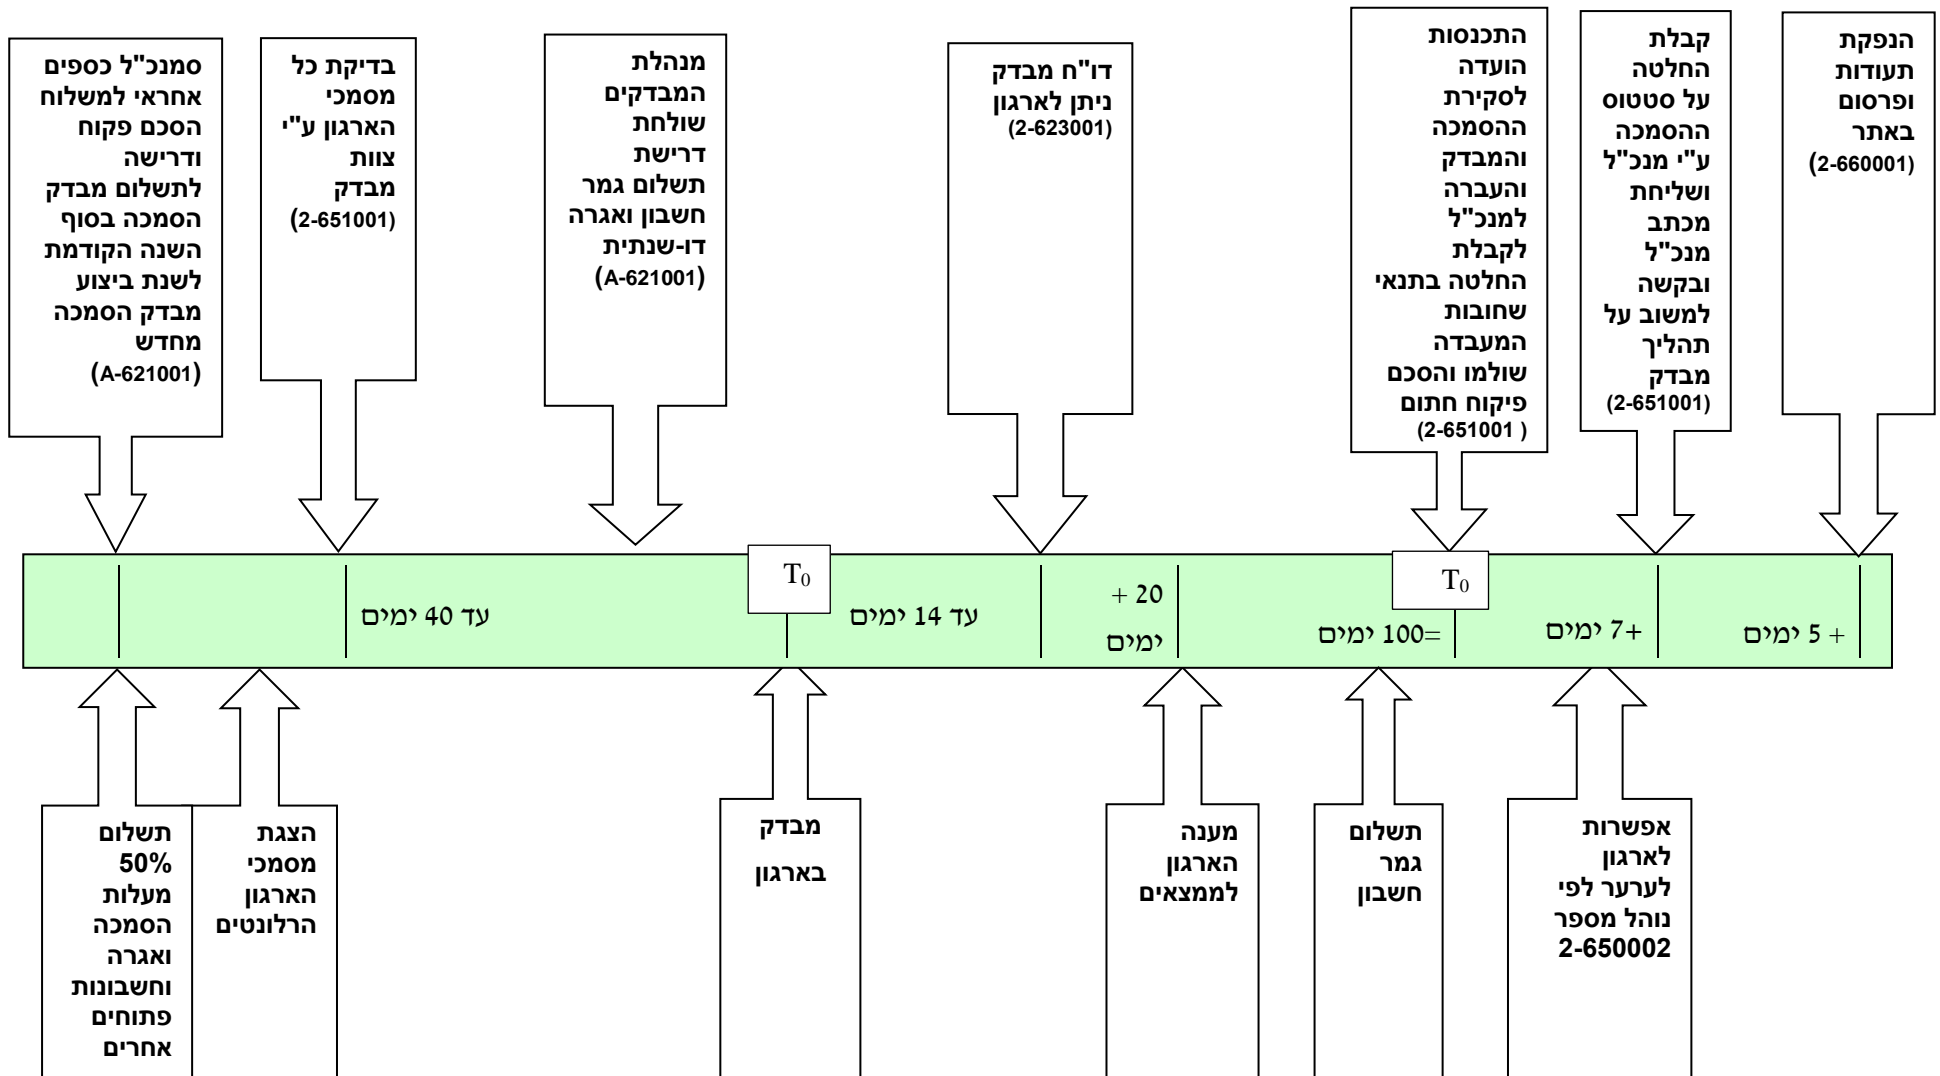 סמנכ"ל כספים
אחראי למשלוח
הסכם פקוח
ודרישה
לתשלום מבדק
הסמכה בסוף
השנה הקודמת
לשנת ביצוע
מבדק הסמכה
מחדש
(A-621001)
בדיקת כל
מסמכי
הארגון ע"י
צוות
מבדק
(2-651001)
מנהלת
המבדקים
שולחת
דרישת
תשלום גמר
חשבון ואגרה
דו-שנתית
(A-621001)
דו"ח מבדק
ניתן לארגון
(2-623001)
התכנסות
הועדה
לסקירת
ההסמכה
והמבדק
והעברה
למנכ"ל
לקבלת
החלטה בתנאי
שחובות
המעבדה
שולמו והסכם
פיקוח חתום
(2-651001 )
קבלת
החלטה
על סטטוס
ההסמכה
ע"י מנכ"ל
ושליחת
מכתב
מנכ"ל
ובקשה
למשוב על
תהליך
מבדק
(2-651001)
הנפקת
תעודות
ופרסום
באתר
(2-660001)
עד 40 ימים
T₀
עד 14 ימים
+ 20
ימים
=100 ימים
T₀
+7 ימים
+ 5 ימים
תשלום
50%
מעלות
הסמכה
ואגרה
וחשבונות
פתוחים
אחרים
הצגת
מסמכי
הארגון
הרלונטים
מבדק
בארגון
מענה
הארגון
לממצאים
תשלום
גמר
חשבון
אפשרות
לארגון
לערער לפי
נוהל מספר
2-650002